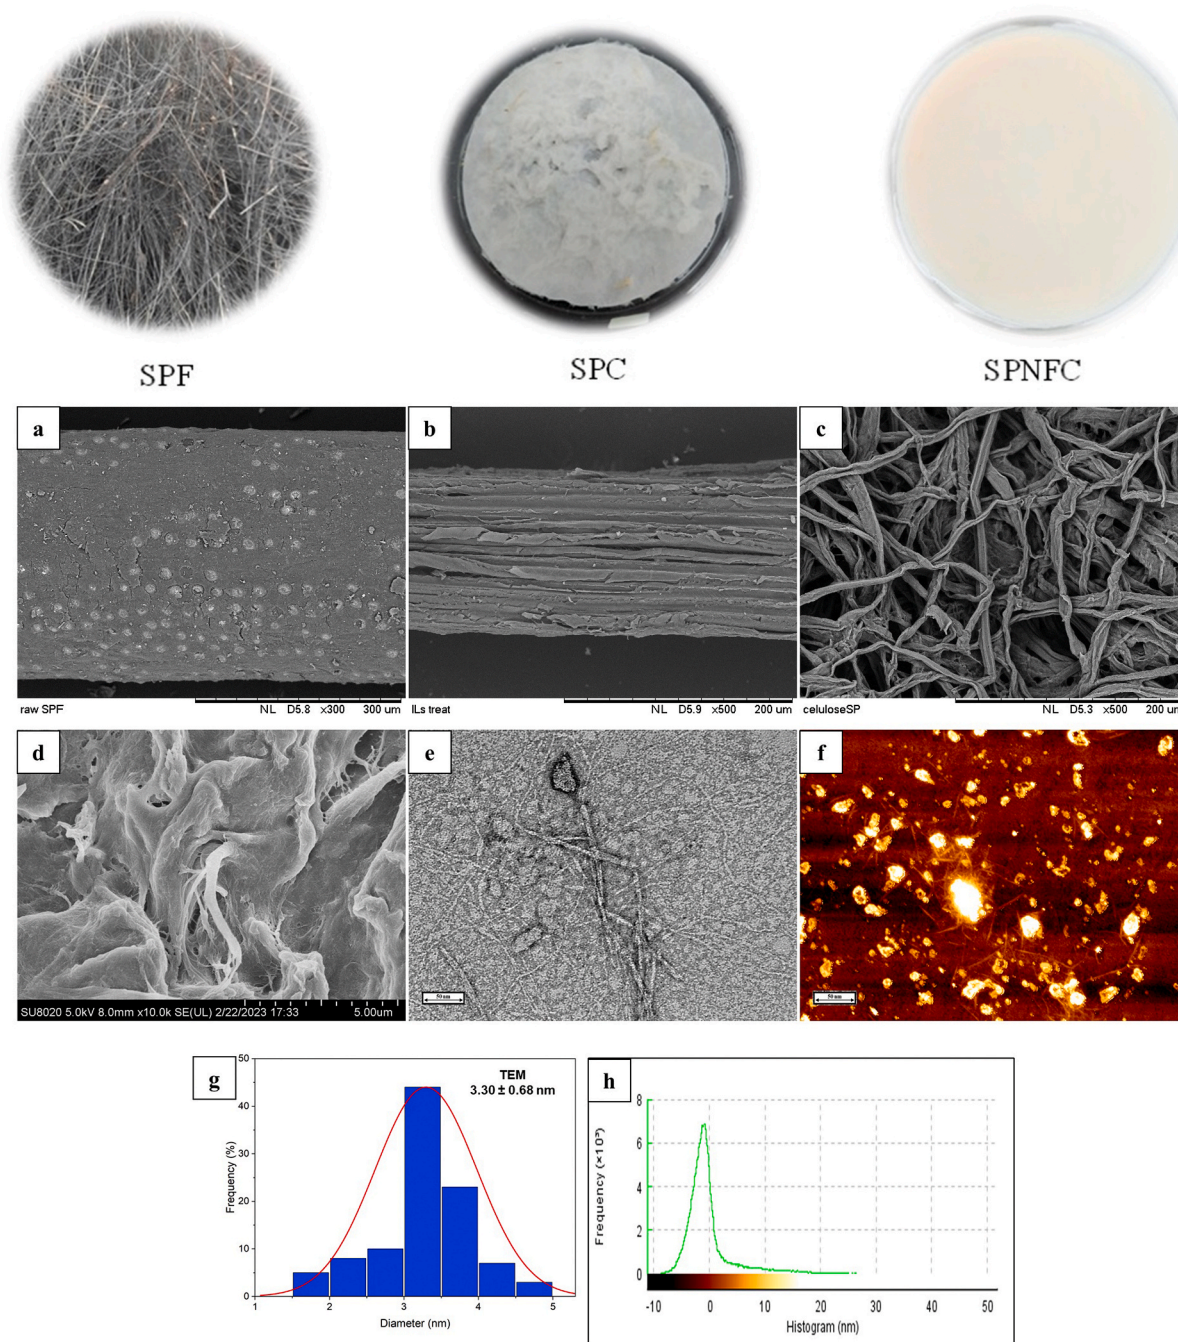 SPF
SPC
SPNFC
a
b
c
raw SPF NL D5.8 x300 300 um
ILs treat NL D5.9 x500 200 um
celuloseSP NL D5.3 x500 200 um
d
e
f
SU8020 5.0kV 8.0mm x10.0k SE(UL) 2/22/2023 17:33 5.00um
50 nm
50 nm
g
TEM
3.30 ± 0.68 nm
Frequency (%)
50
40
30
20
10
0
1 2 3 4 5
Diameter (nm)
h
Frequency (×10³)
8
6
4
2
0
-10 0 10 20 30 40 50
Histogram (nm)